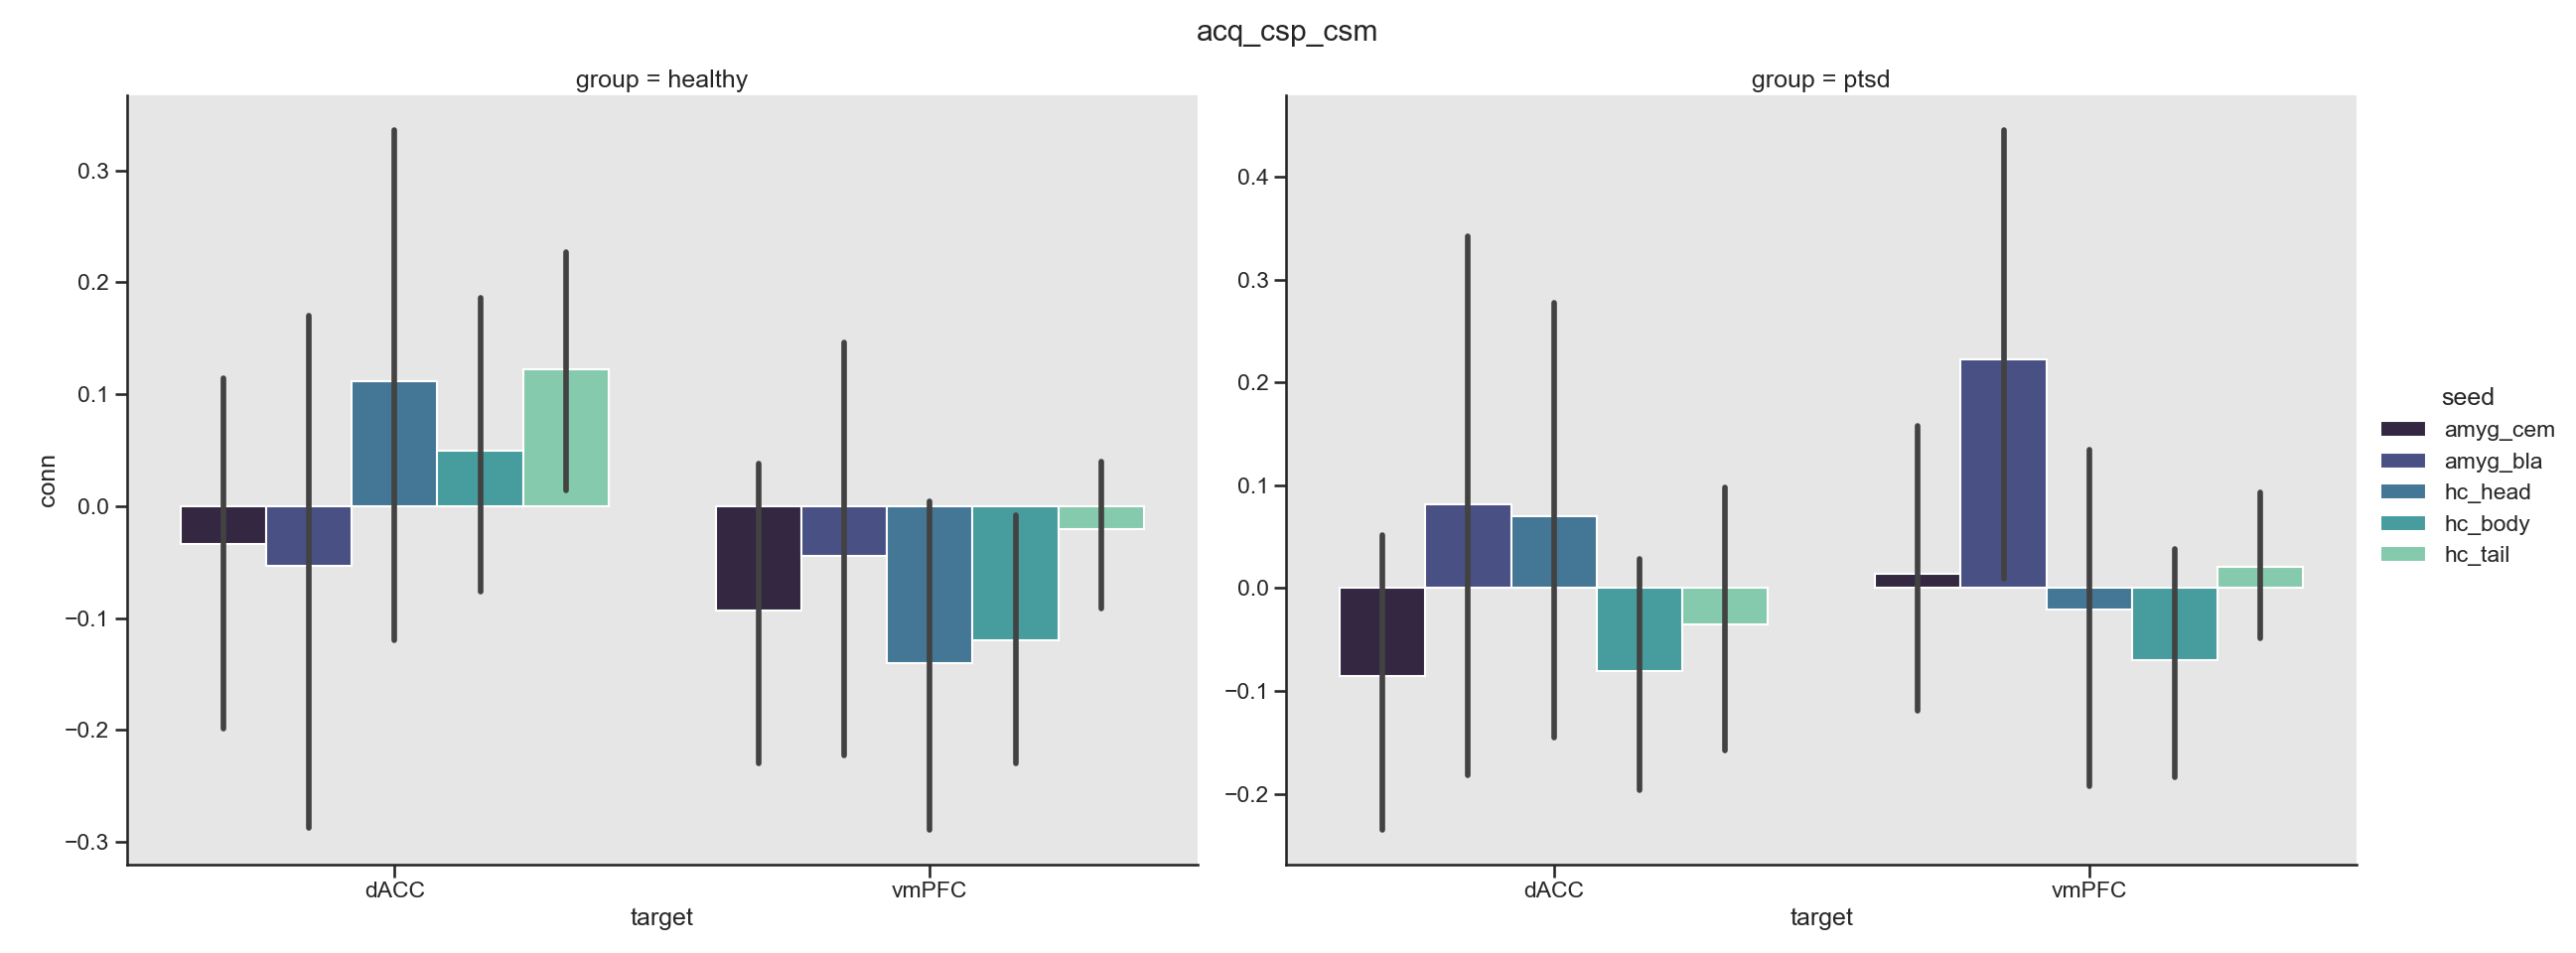 acq_csp_csm
group = healthy
group = ptsd
conn
0.3
0.2
0.1
0.0
−0.1
−0.2
−0.3
dACC
vmPFC
target
0.4
0.3
0.2
0.1
0.0
−0.1
−0.2
dACC
vmPFC
target
seed
amyg_cem
amyg_bla
hc_head
hc_body
hc_tail